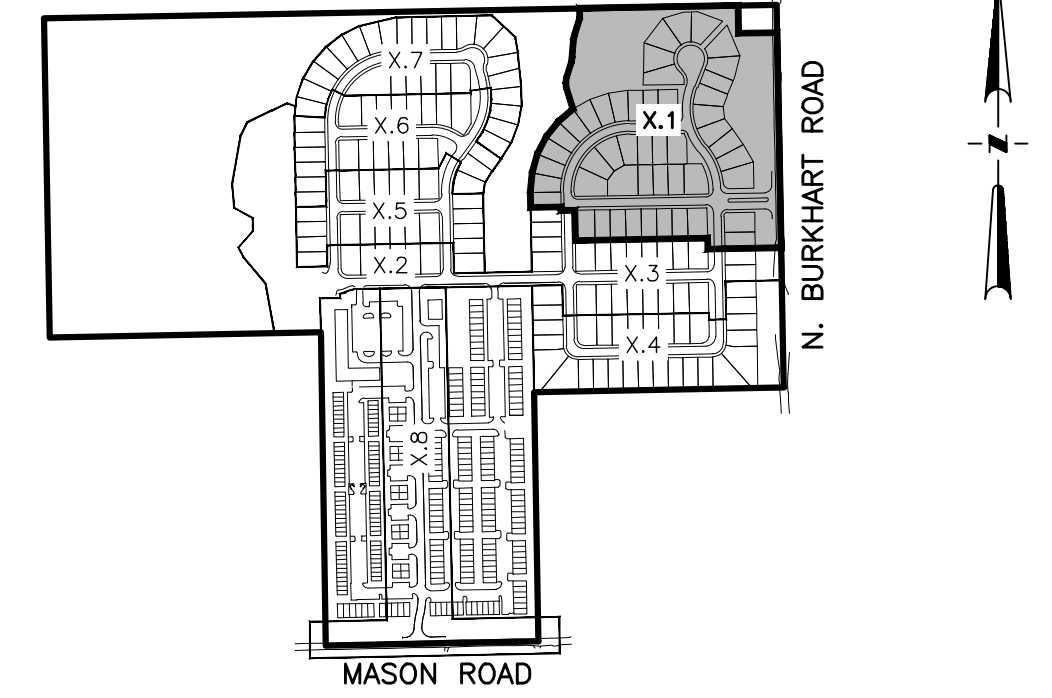 X.7
X.1
X.6
X.5
X.2
X.3
X.4
X.8
N. BURKHART ROAD
N
MASON ROAD